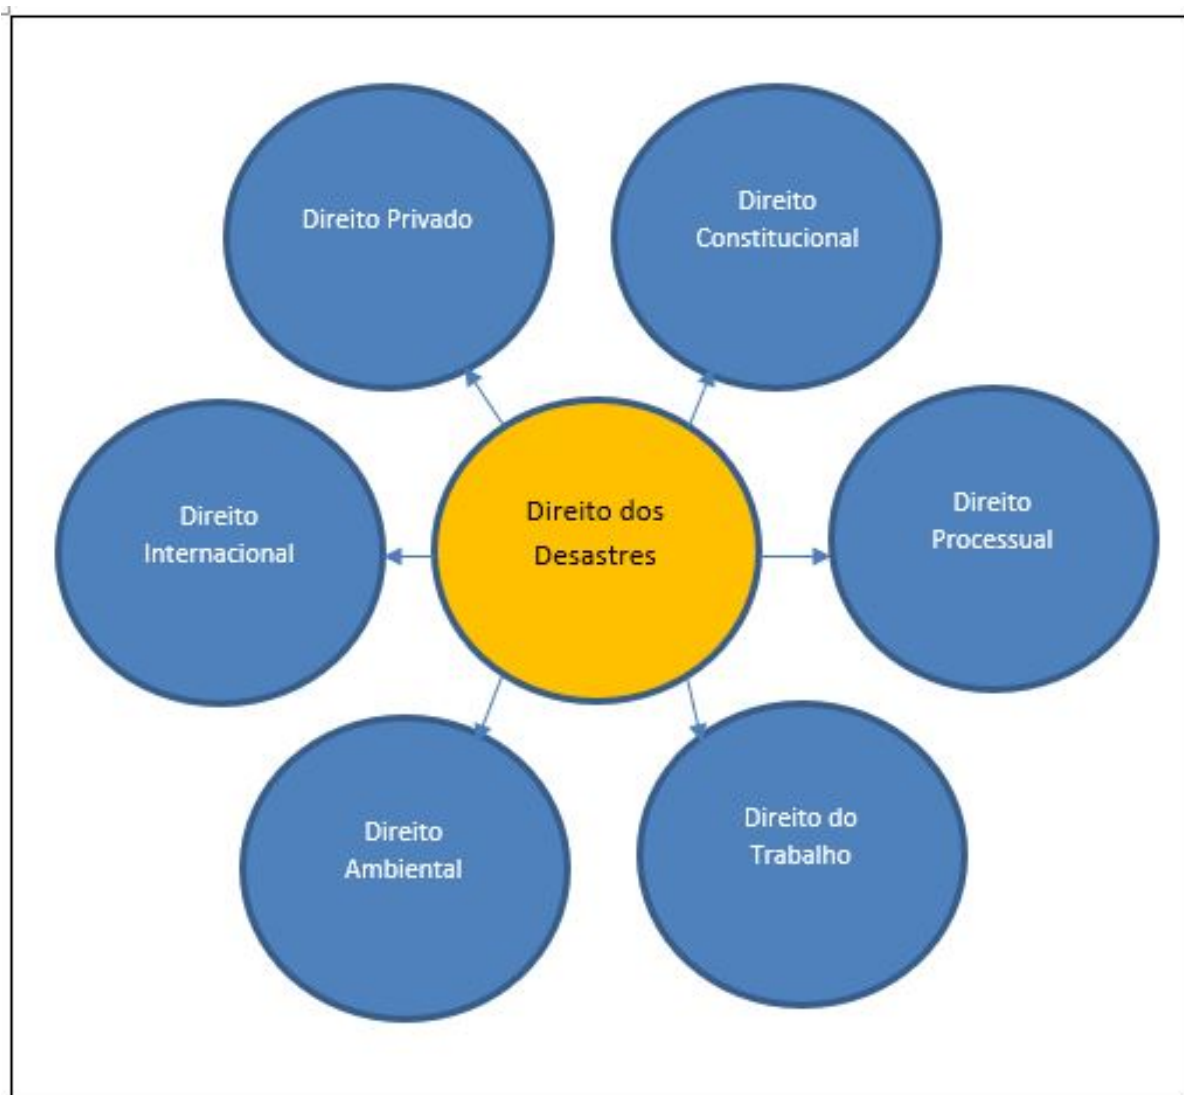 Direito Privado
Direito
Constitucional
Direito
Internacional
Direito dos
Desastres
Direito
Processual
Direito
Ambiental
Direito do
Trabalho